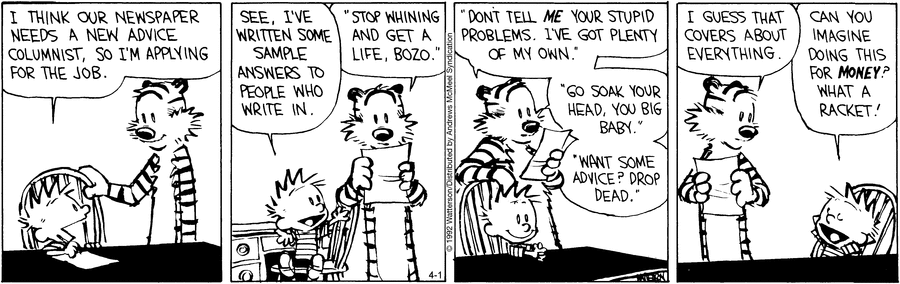 I THINK OUR NEWSPAPER
NEEDS A NEW ADVICE
COLUMNIST, SO I'M APPLYING
FOR THE JOB.
SEE, I'VE
WRITTEN SOME
SAMPLE
ANSWERS TO
PEOPLE WHO
WRITE IN.
"STOP WHINING
AND GET A
LIFE, BOZO."
4-1
© 1992 Watterson/Distributed by Andrews McMeel Syndication
"DON'T TELL ME YOUR STUPID
PROBLEMS. I'VE GOT PLENTY
OF MY OWN."
"GO SOAK YOUR
HEAD, YOU BIG
BABY."
"WANT SOME
ADVICE? DROP
DEAD."
I GUESS THAT
COVERS ABOUT
EVERYTHING.
CAN YOU
IMAGINE
DOING THIS
FOR MONEY?
WHAT A
RACKET!